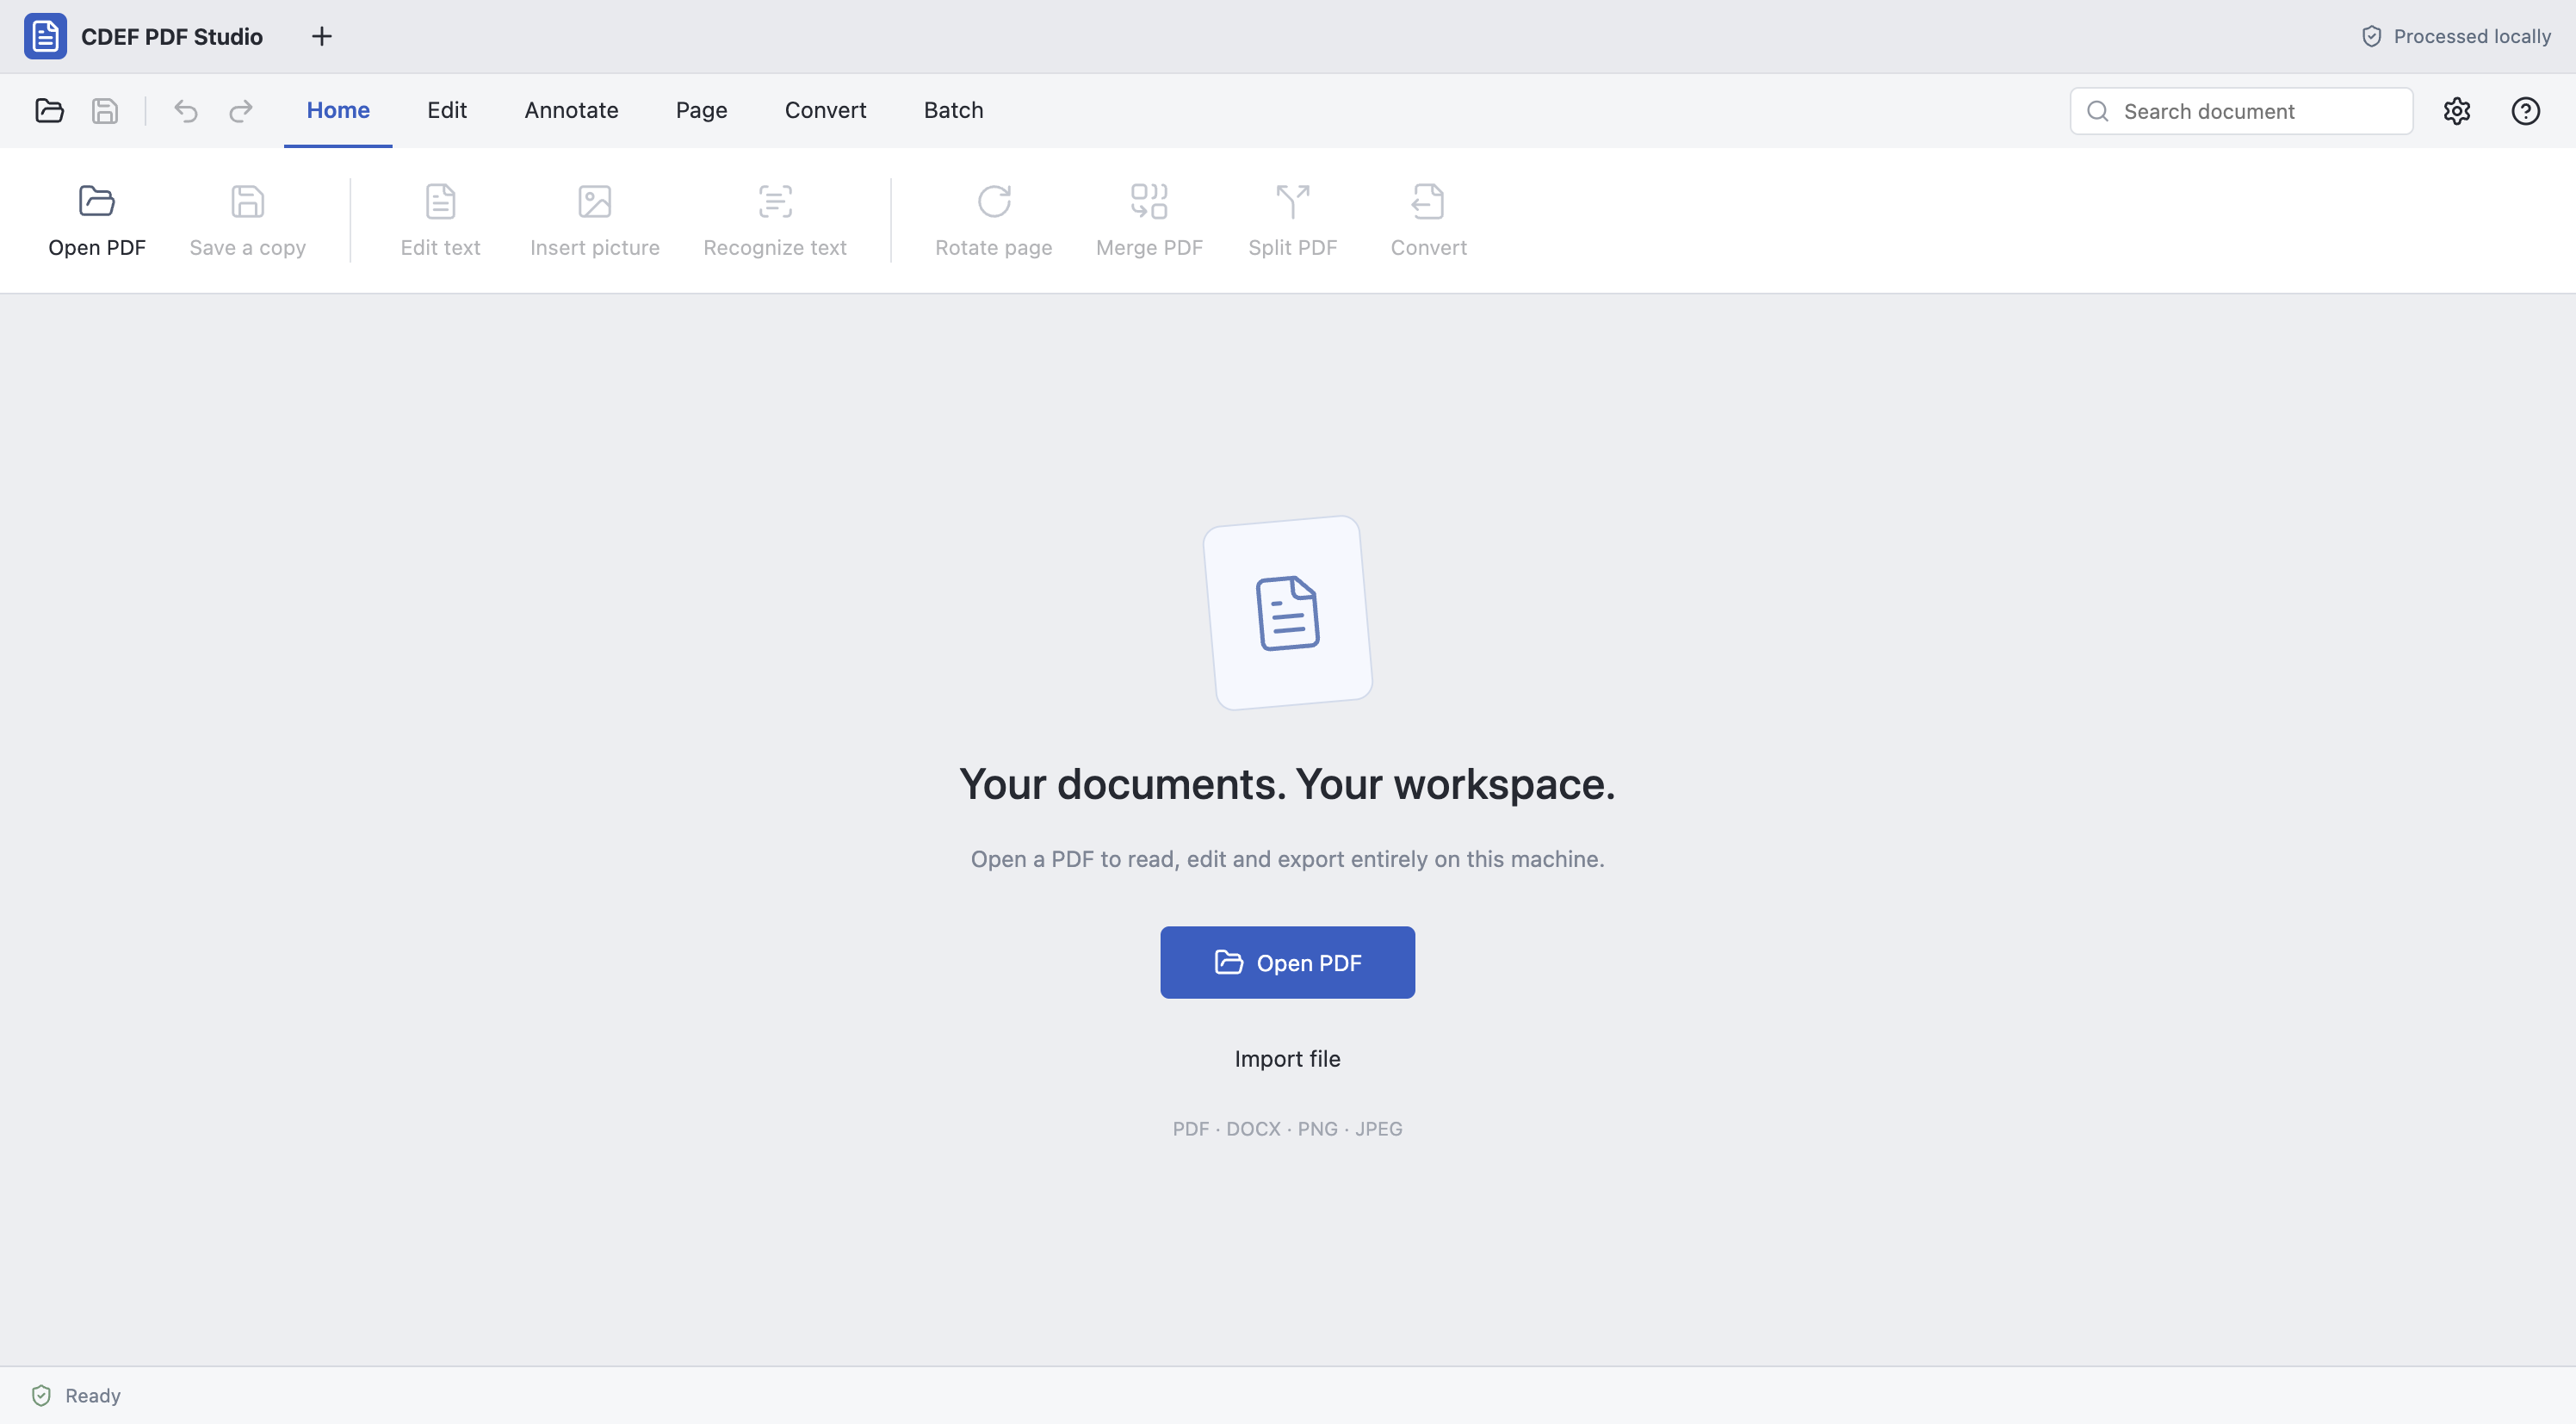 CDEF PDF Studio
Processed locally
Home Edit Annotate Page Convert Batch Search document
Open PDF Save a copy Edit text Insert picture Recognize text Rotate page Merge PDF Split PDF Convert
Your documents. Your workspace.
Open a PDF to read, edit and export entirely on this machine.
Open PDF
Import file
PDF · DOCX · PNG · JPEG
Ready